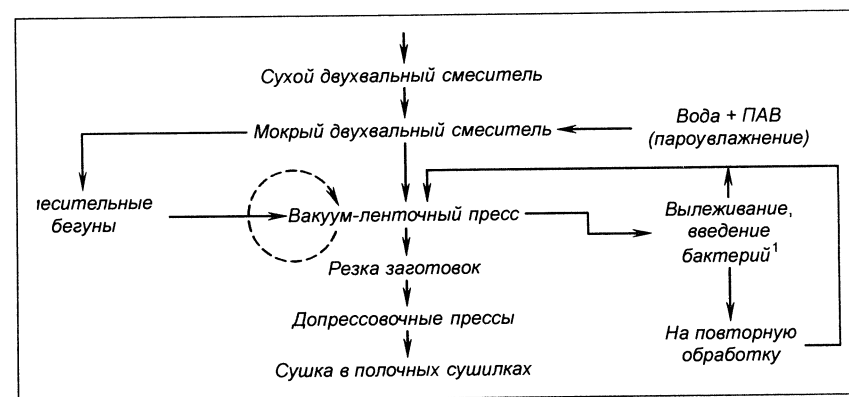 Сухой двухвальный смеситель
Мокрый двухвальный смеситель
Вода + ПАВ
(пароувлажнение)
есительные
бегуны
Вакуум-ленточный пресс
Вылеживание,
введение
бактерий¹
Резка заготовок
Допрессовочные прессы
На повторную
обработку
Сушка в полочных сушилках